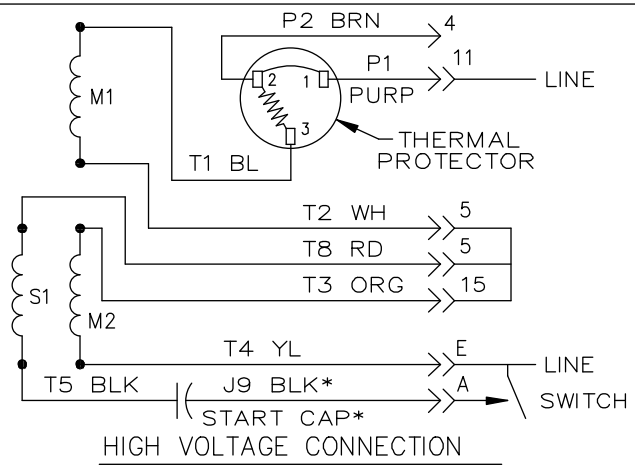 P2 BRN 4
P1 11
LINE
PURP
2 1
3
M1
THERMAL
PROTECTOR
T1 BL
T2 WH 5
T8 RD 5
T3 ORG 15
S1
M2
T4 YL E
LINE
T5 BLK J9 BLK* A
SWITCH
START CAP*
HIGH VOLTAGE CONNECTION